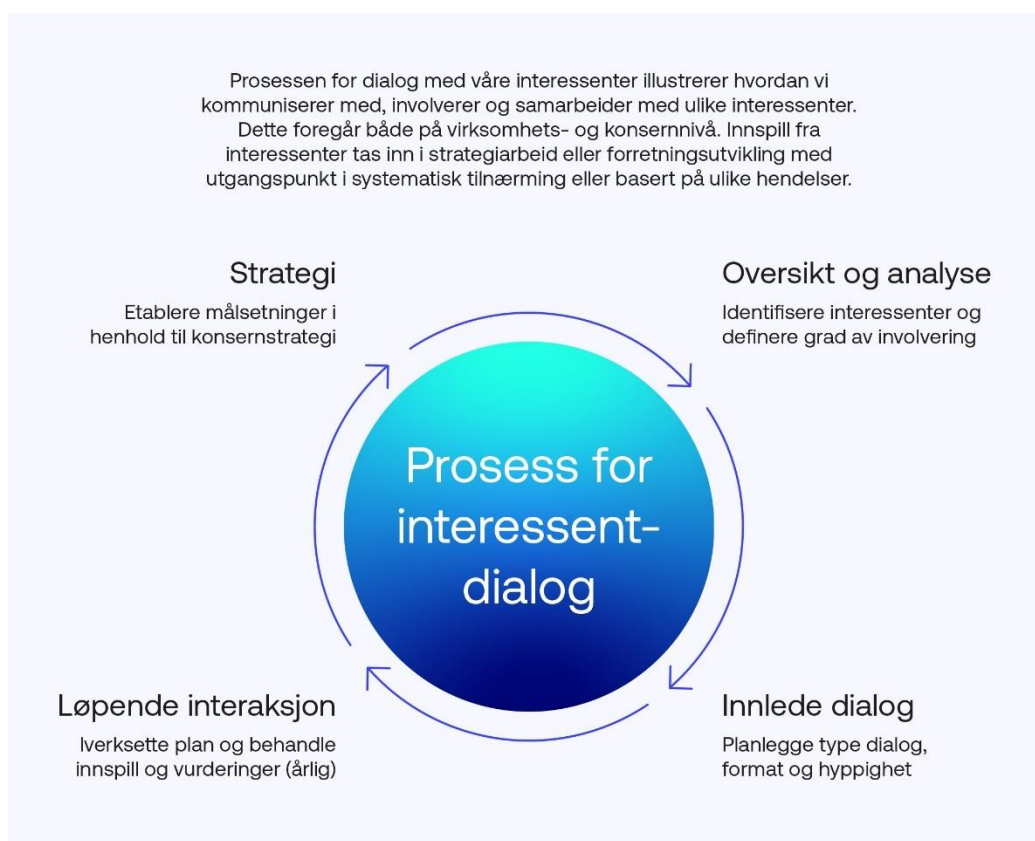 Prosessen for dialog med våre interessenter illustrerer hvordan vi
kommuniserer med, involverer og samarbeider med ulike interessenter.
Dette foregår både på virksomhets- og konsernnivå. Innspill fra
interessenter tas inn i strategiarbeid eller forretningsutvikling med
utgangspunkt i systematisk tilnærming eller basert på ulike hendelser.
Strategi
Etablere målsetninger i
henhold til konsernstrategi
Oversikt og analyse
Identifisere interessenter og
definere grad av involvering
Prosess for
interessent-
dialog
Løpende interaksjon
Iverksette plan og behandle
innspill og vurderinger (årlig)
Innlede dialog
Planlegge type dialog,
format og hyppighet